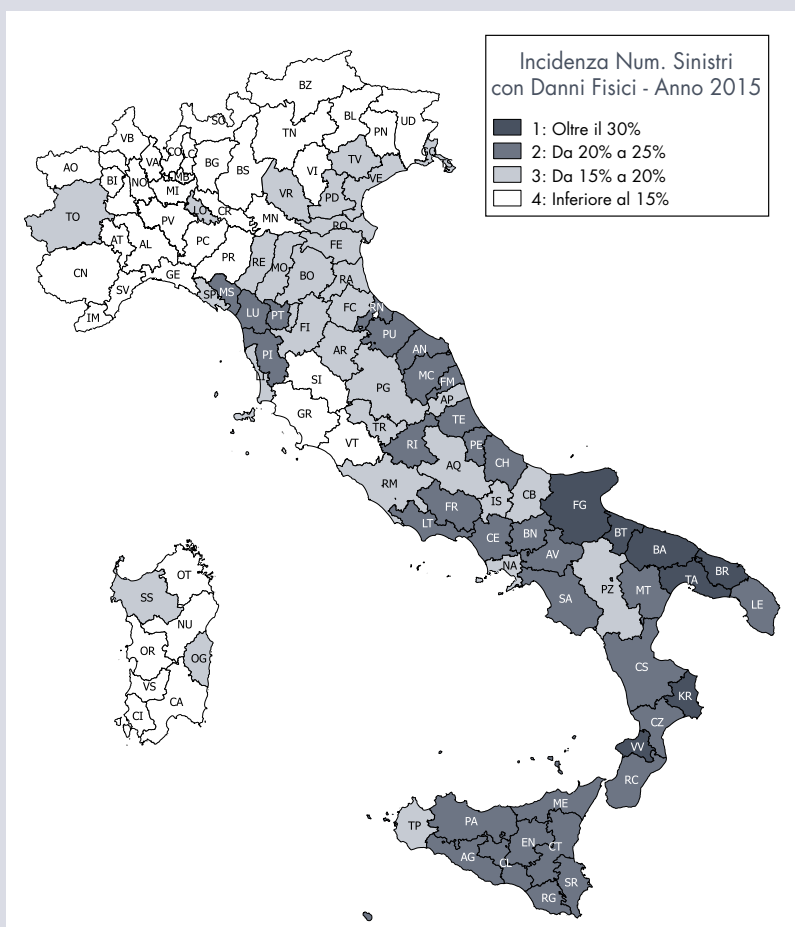 Incidenza Num. Sinistri
con Danni Fisici - Anno 2015
1: Oltre il 30%
2: Da 20% a 25%
3: Da 15% a 20%
4: Inferiore al 15%
BZ
SO
BL
UD
VB
TN
PN
CO
LC
GO
AO
VA
BG
TV
BI
NO
MB
BS
VI
VE
MI
VR
PD
TO
LO
CR
MN
PV
RO
AT
AL
PC
FE
PR
RE
MO
BO
CN
GE
RA
SV
SP
MS
FC
IM
LU
PT
RN
FI
PU
PI
AR
AN
LI
SI
PG
MC
FM
AP
GR
TR
TE
VT
RI
PE
AQ
CH
RM
IS
CB
FR
FG
LT
CE
BN
BT
AV
BA
NA
BR
OT
PZ
TA
SS
SA
MT
LE
NU
OR
OG
CS
VS
KR
CA
CI
CZ
VV
RC
ME
TP
PA
EN
CT
AG
CL
SR
RG